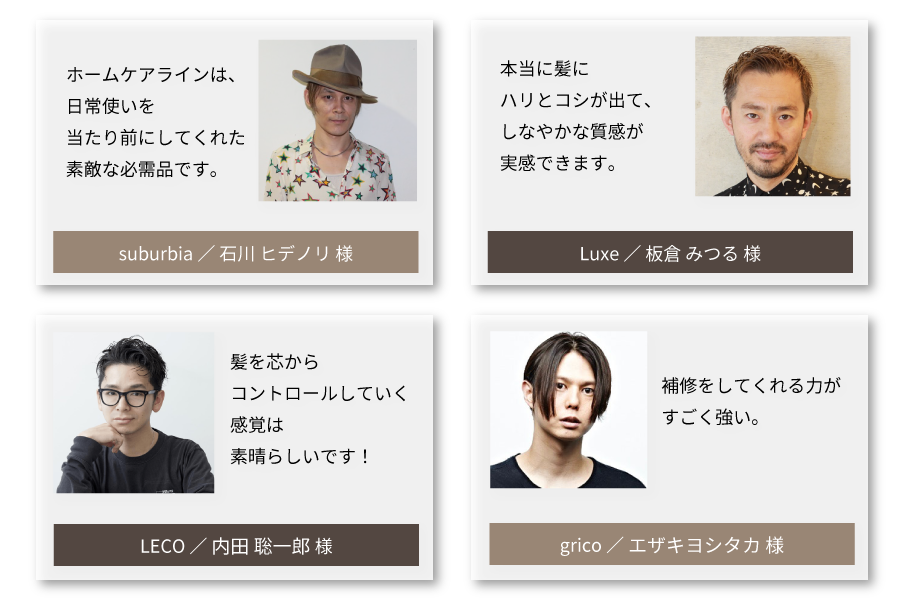 ホームケアラインは、
日常使いを
当たり前にしてくれた
素敵な必需品です。
suburbia ／ 石川 ヒデノリ 様
本当に髪に
ハリとコシが出て、
しなやかな質感が
実感できます。
Luxe ／ 板倉 みつる 様
髪を芯から
コントロールしていく
感覚は
素晴らしいです！
LECO ／ 内田 聡一郎 様
補修をしてくれる力が
すごく強い。
grico ／ エザキヨシタカ 様